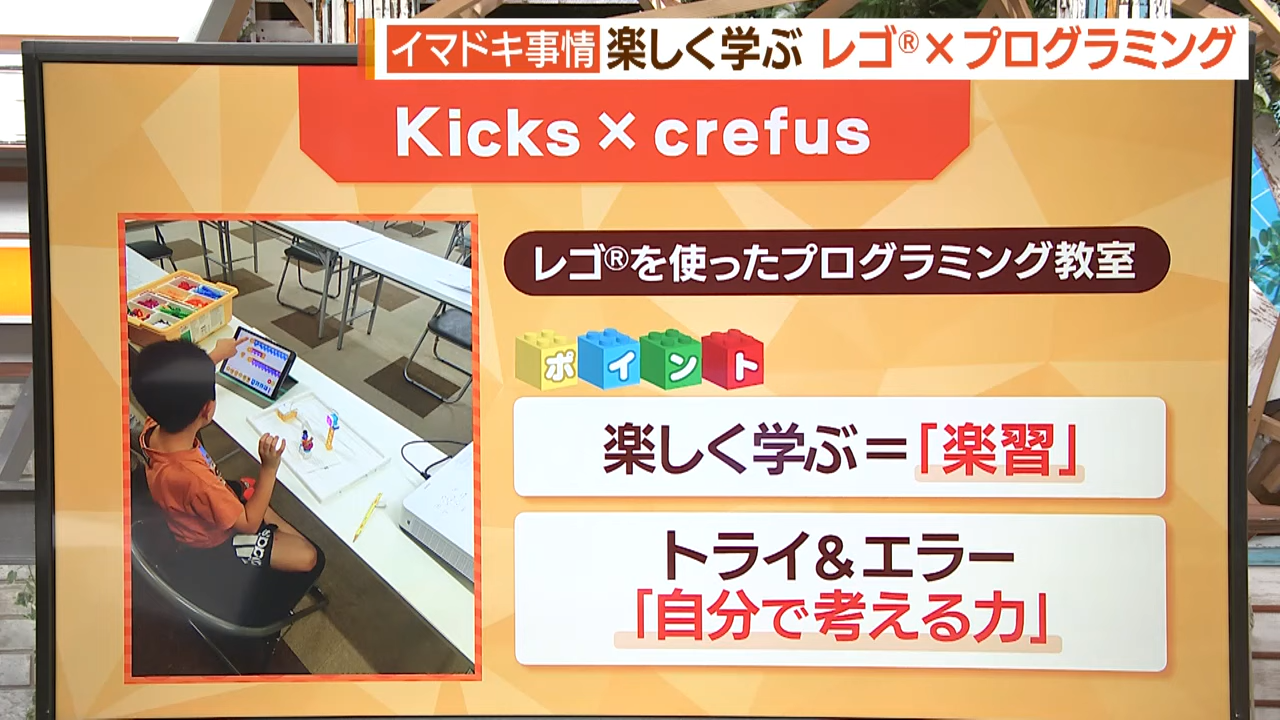 イマドキ事情 楽しく学ぶ レゴ®×プログラミング
Kicks×crefus
レゴ®を使ったプログラミング教室
ポイント
楽しく学ぶ＝「楽習」
トライ&エラー
「自分で考える力」
adidas